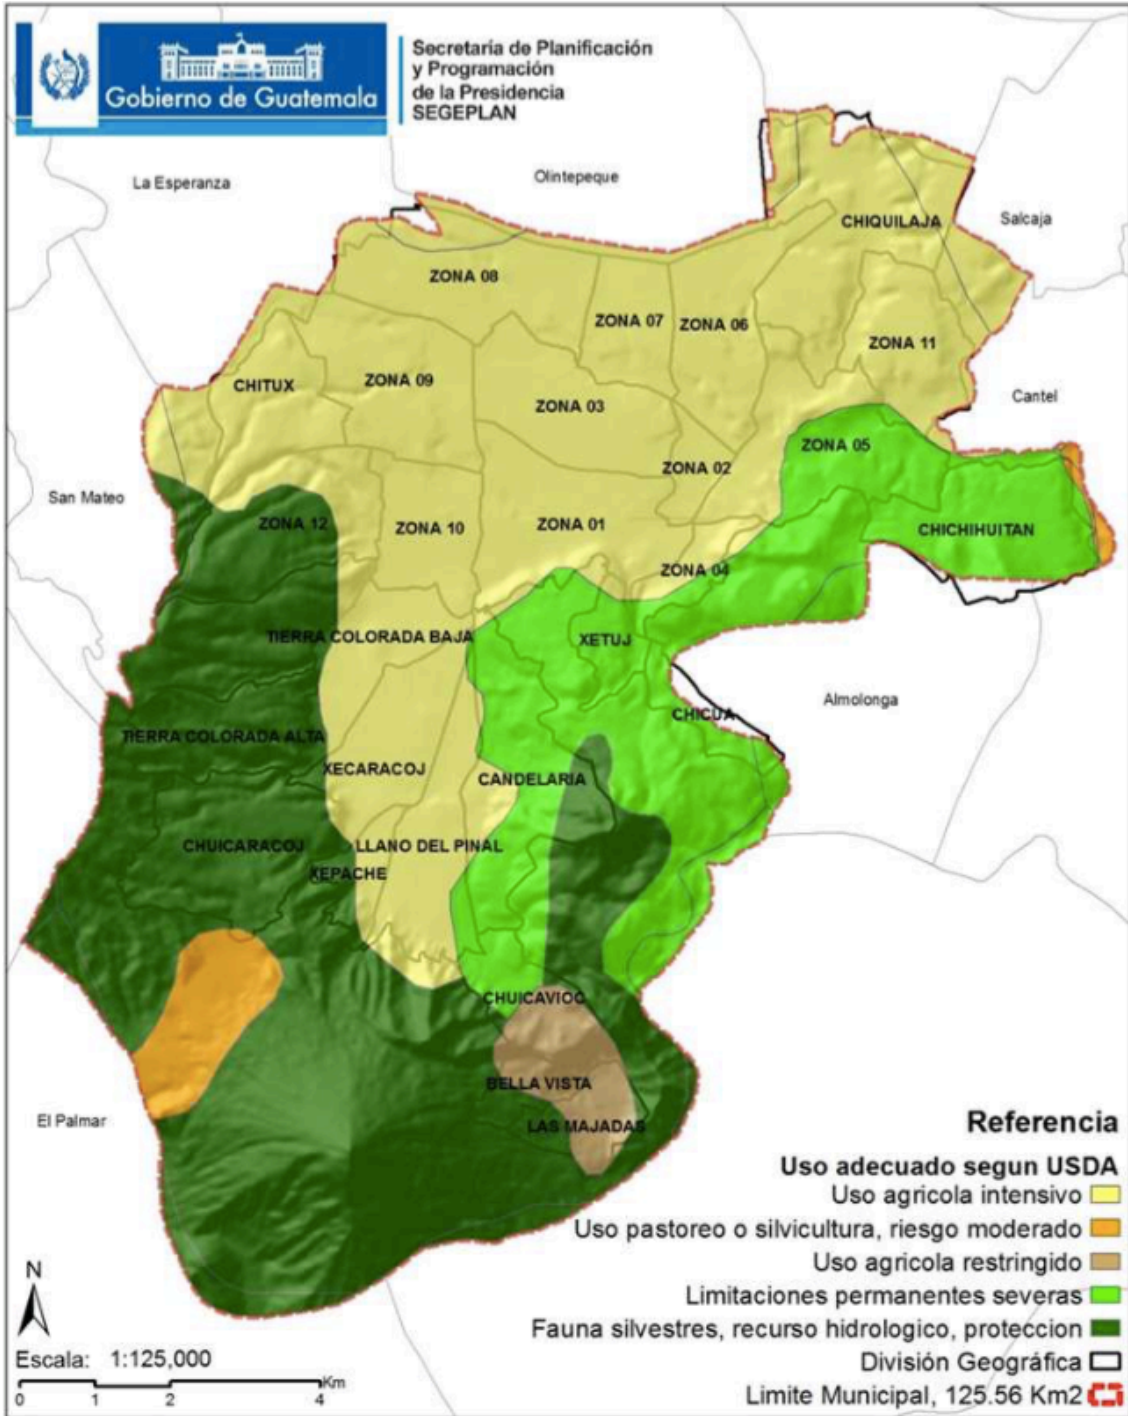 Gobierno de Guatemala
Secretaría de Planificación
y Programación
de la Presidencia
SEGEPLAN
La Esperanza
Olintepeque
CHIQUILAJA
Salcaja
ZONA 08
ZONA 07
ZONA 06
ZONA 11
CHITUX
ZONA 09
ZONA 03
Cantel
ZONA 05
ZONA 02
San Mateo
ZONA 12
ZONA 10
ZONA 01
CHICHIHUITAN
ZONA 04
TIERRA COLORADA BAJA
XETUJ
Almolonga
CHICUA
TIERRA COLORADA ALTA
XECARACOJ
CANDELARIA
CHUICARACOJ
LLANO DEL PINAL
XEPACHE
CHUICAVIOC
BELLA VISTA
El Palmar
LAS MAJADAS
Referencia
Uso adecuado segun USDA
Uso agricola intensivo
Uso pastoreo o silvicultura, riesgo moderado
Uso agricola restringido
Limitaciones permanentes severas
Fauna silvestres, recurso hidrologico, proteccion
División Geográfica
Limite Municipal, 125.56 Km2
N
Escala: 1:125,000
Km
0 1 2 4